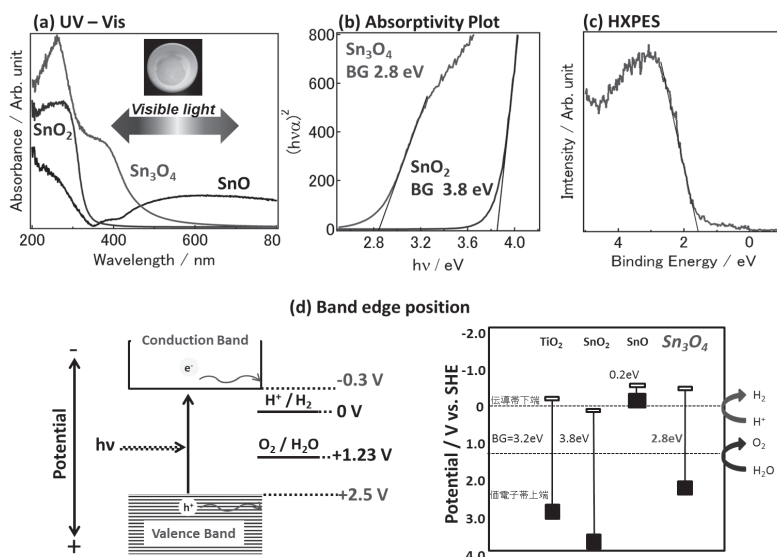 (a) UV – Vis
Absorbance / Arb. unit
Visible light
SnO2
Sn3O4
SnO
200
400
600
80
Wavelength / nm
(b) Absorptivity Plot
Sn3O4
BG 2.8 eV
(hνα)2
800
600
400
200
0
SnO2
BG 3.8 eV
2.8
3.2
3.6
4.0
hν / eV
(c) HXPES
Imtensity / Arb. unit
4
2
0
Binding Energy / eV
(d) Band edge position
Potential
-
+
hν
Conduction Band
e-
-0.3 V
H+ / H2
0 V
O2 / H2O
+1.23 V
+2.5 V
h+
Valence Band
Potential / V vs. SHE
-2.0
-1.0
0
1.0
2.0
3.0
4.0
TiO2
SnO2
SnO
Sn3O4
0.2eV
伝導帯下端
BG=3.2eV
3.8eV
2.8eV
価電子帯上端
H2
H+
O2
H2O